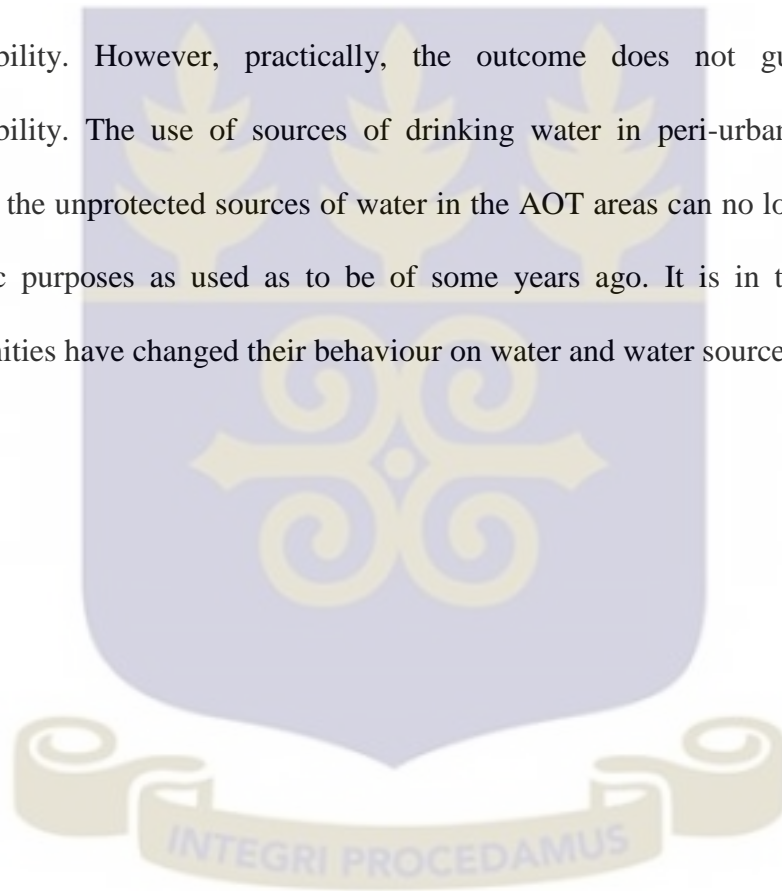 bility. However, practically, the outcome does not gu
bility. The use of sources of drinking water in peri-urban
the unprotected sources of water in the AOT areas can no lo
c purposes as used as to be of some years ago. It is in t
nities have changed their behaviour on water and water source
INTEGRI PROCEDAMUS